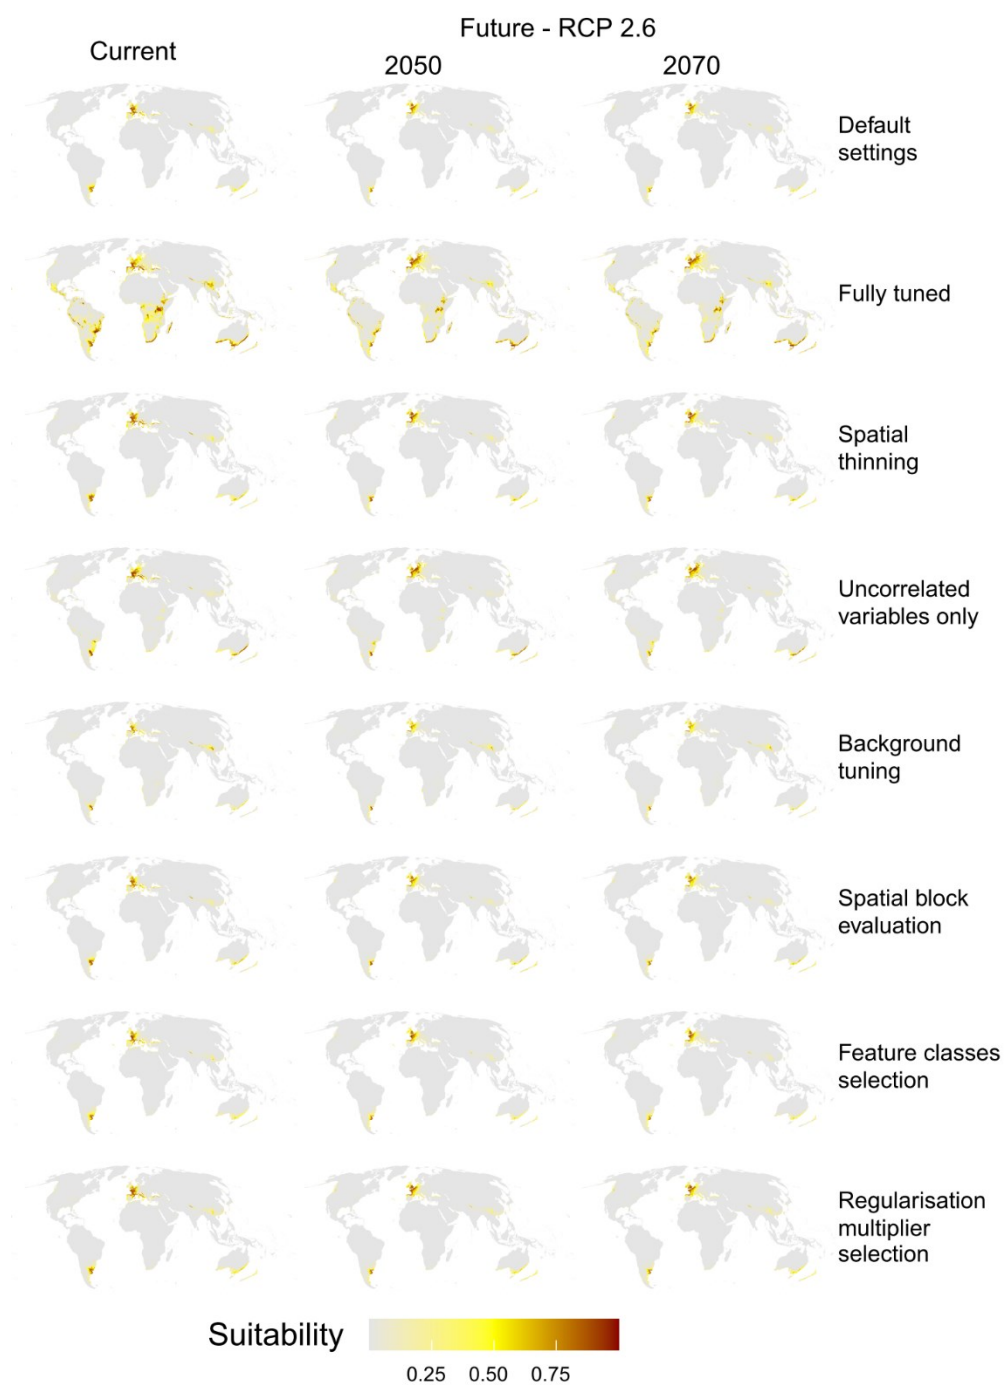 Future - RCP 2.6
Current
2050
2070
Default
settings
Fully tuned
Spatial
thinning
Uncorrelated
variables only
Background
tuning
Spatial block
evaluation
Feature classes
selection
Regularisation
multiplier
selection
Suitability
0.25 0.50 0.75